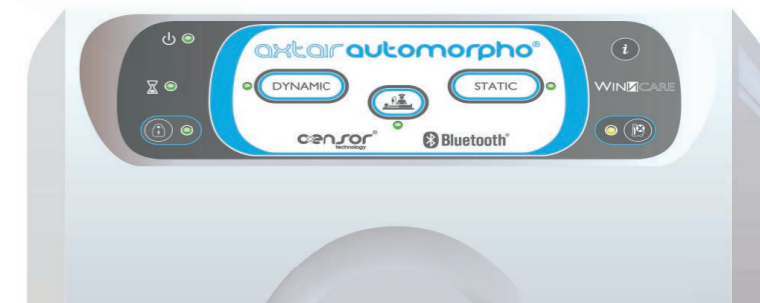 axtair automorpho®
i
DYNAMIC
STATIC
WINNCARE
censor®
technology
Bluetooth®